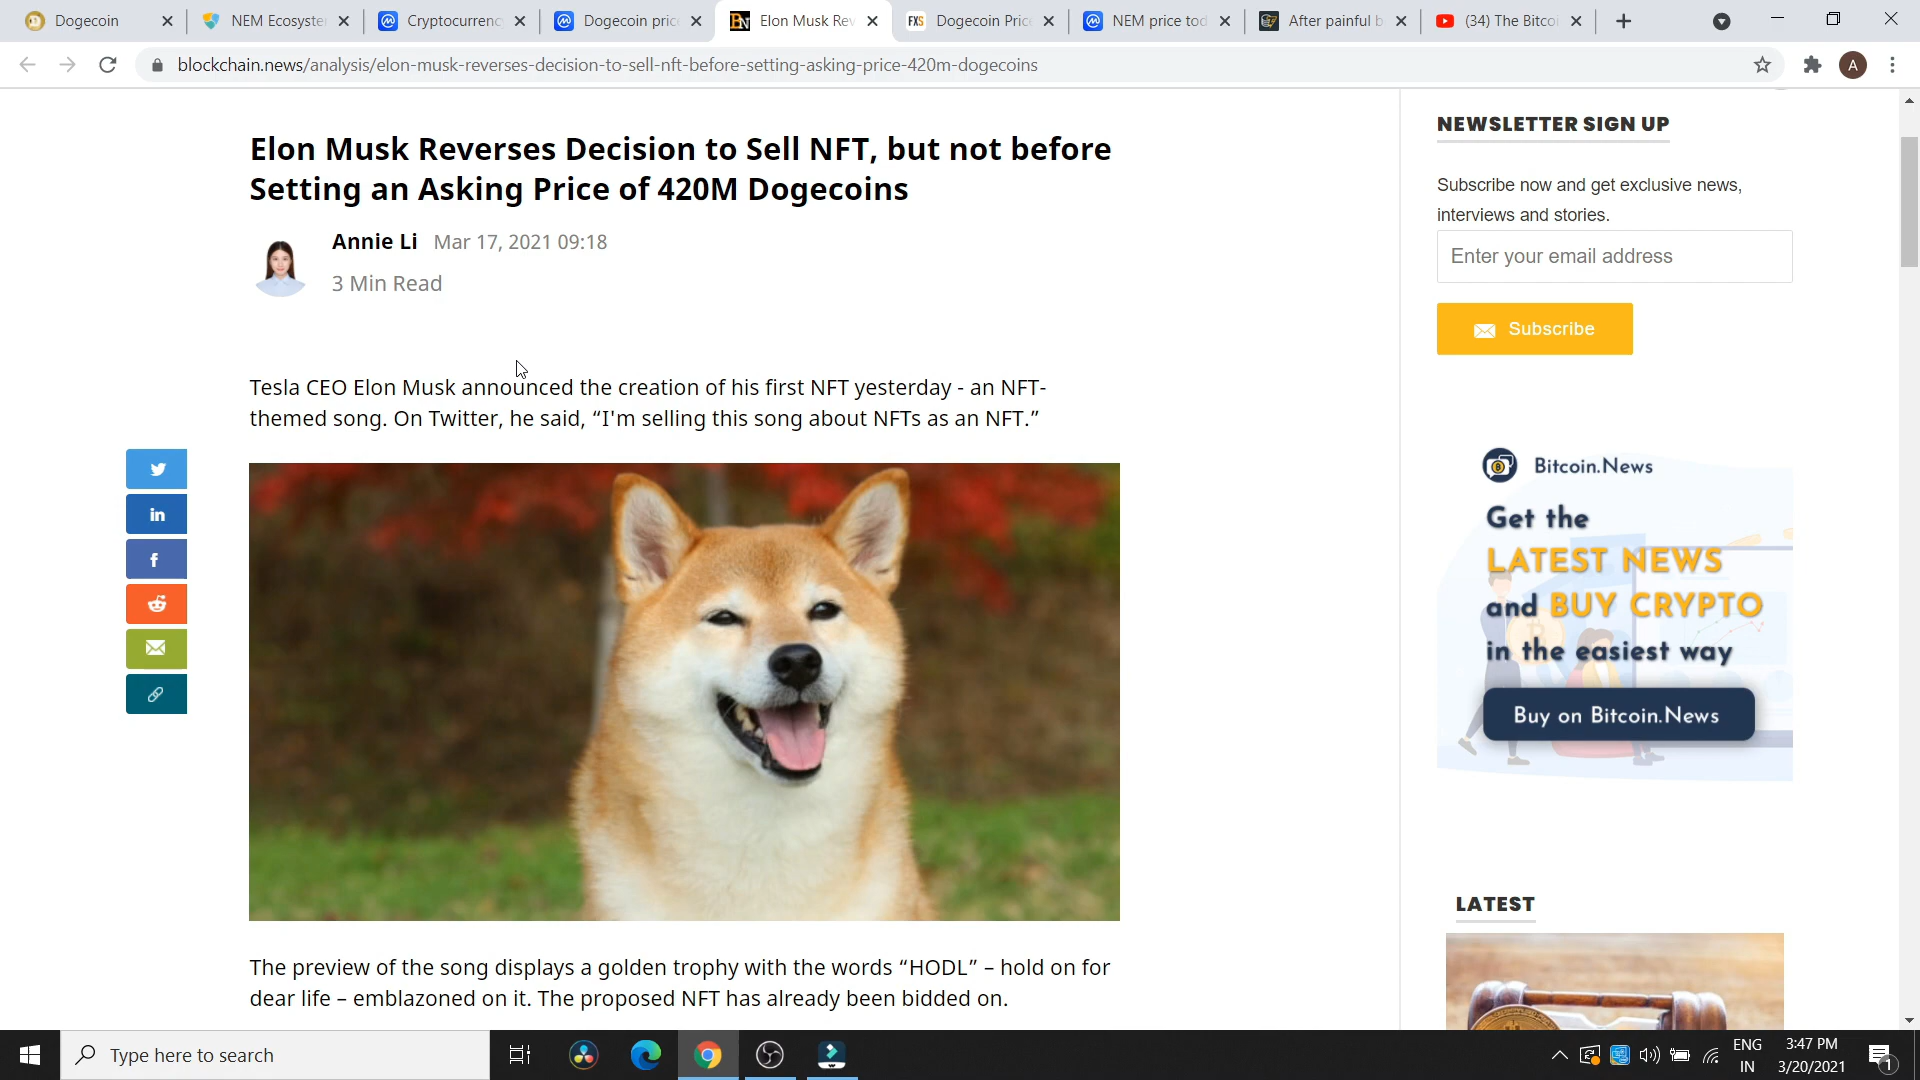 Dogecoin
NEM Ecosyste
Cryptocurrenc
Dogecoin pric
Elon Musk Rev
Dogecoin Pric
NEM price tod
After painful b
(34) The Bitcoi
blockchain.news/analysis/elon-musk-reverses-decision-to-sell-nft-before-setting-asking-price-420m-dogecoins
A
Elon Musk Reverses Decision to Sell NFT, but not before
Setting an Asking Price of 420M Dogecoins
Annie Li Mar 17, 2021 09:18
3 Min Read
Tesla CEO Elon Musk announced the creation of his first NFT yesterday - an NFT-
themed song. On Twitter, he said, “I'm selling this song about NFTs as an NFT.”
The preview of the song displays a golden trophy with the words “HODL” – hold on for
dear life – emblazoned on it. The proposed NFT has already been bidded on.
NEWSLETTER SIGN UP
Subscribe now and get exclusive news,
interviews and stories.
Enter your email address
Subscribe
Bitcoin.News
Get the
LATEST NEWS
and BUY CRYPTO
in the easiest way
Buy on Bitcoin.News
LATEST
Type here to search
ENG
IN
3:47 PM
3/20/2021
1